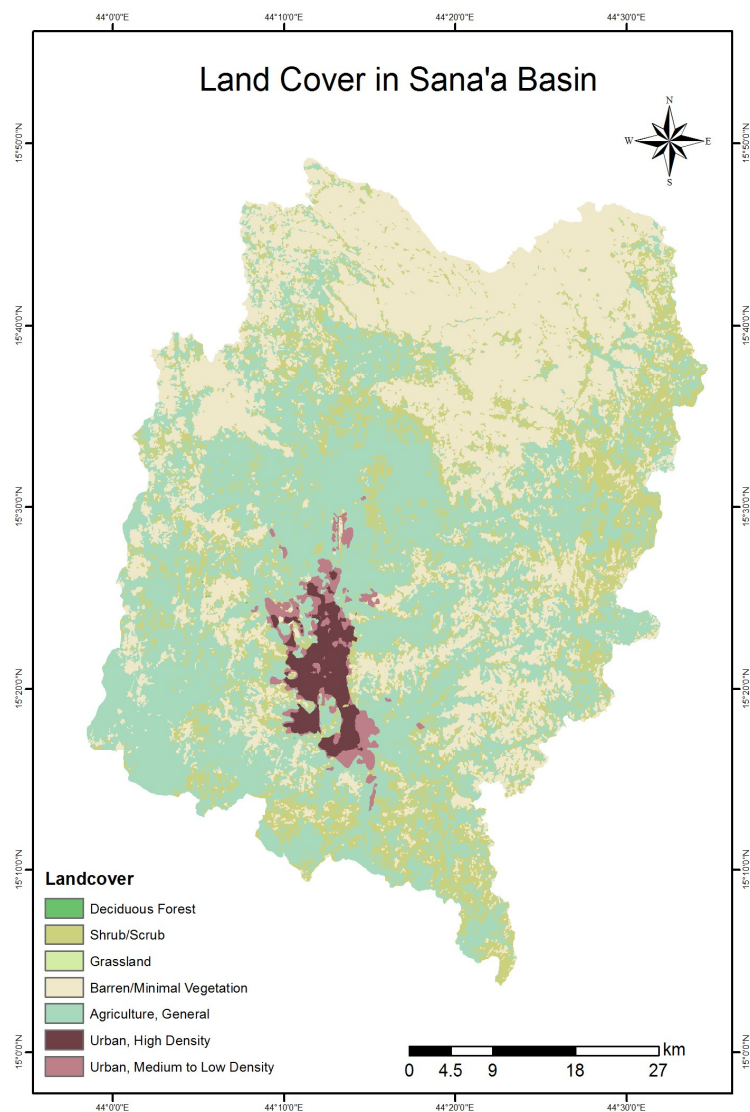 44°0'0"E 44°10'0"E 44°20'0"E 44°30'0"E
Land Cover in Sana'a Basin
N
W E
S
15°50'0"N 15°50'0"N
15°40'0"N 15°40'0"N
15°30'0"N 15°30'0"N
15°20'0"N 15°20'0"N
15°10'0"N 15°10'0"N
Landcover
Deciduous Forest
Shrub/Scrub
Grassland
Barren/Minimal Vegetation
Agriculture, General
Urban, High Density
Urban, Medium to Low Density
15°0'0"N 15°0'0"N
km
0 4.5 9 18 27
44°0'0"E 44°10'0"E 44°20'0"E 44°30'0"E